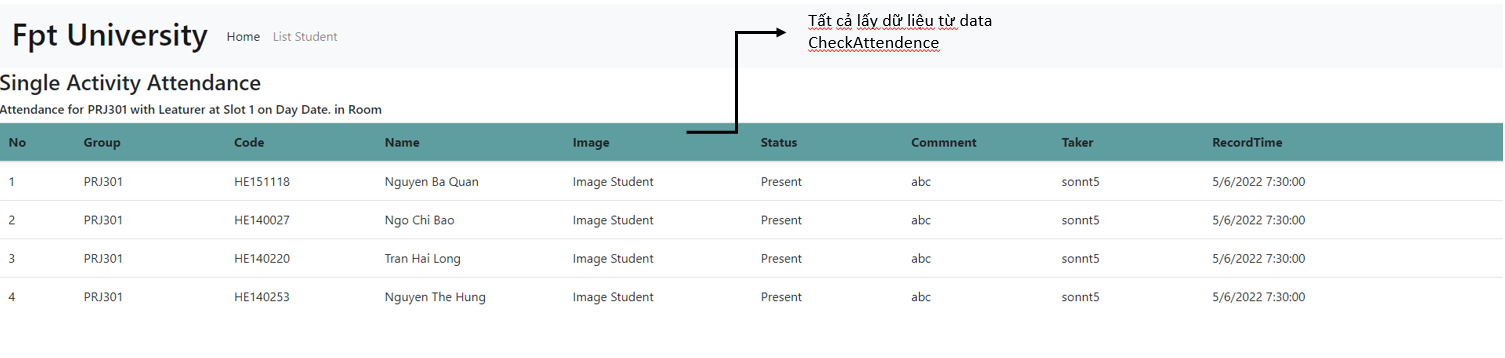 Tất cả lấy dữ liêu từ data
CheckAttendence
Fpt University Home List Student
Single Activity Attendance
Attendance for PRJ301 with Leaturer at Slot 1 on Day Date. in Room
No Group Code Name Image Status Commnent Taker RecordTime
1 PRJ301 HE151118 Nguyen Ba Quan Image Student Present abc sonnt5 5/6/2022 7:30:00
2 PRJ301 HE140027 Ngo Chi Bao Image Student Present abc sonnt5 5/6/2022 7:30:00
3 PRJ301 HE140220 Tran Hai Long Image Student Present abc sonnt5 5/6/2022 7:30:00
4 PRJ301 HE140253 Nguyen The Hung Image Student Present abc sonnt5 5/6/2022 7:30:00